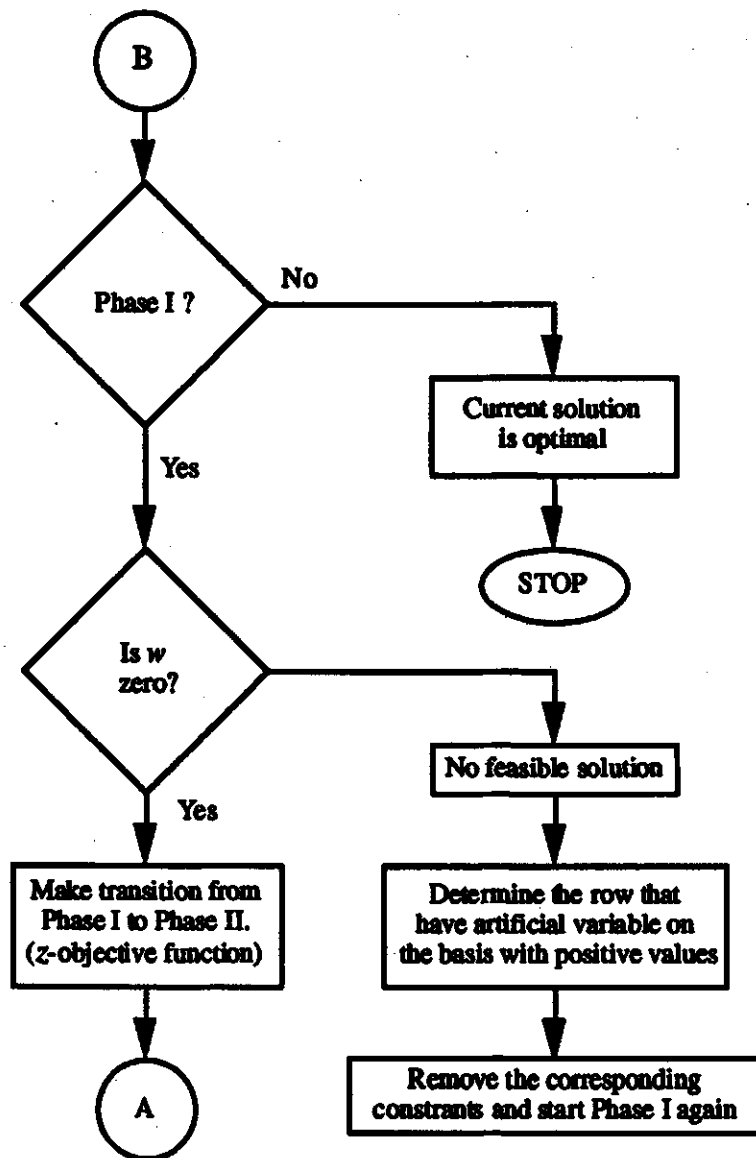 B
Phase I ?
No
Current solution
is optimal
Yes
STOP
Is w
zero?
No feasible solution
Yes
Make transition from
Phase I to Phase II.
(z-objective function)
Determine the row that
have artificial variable on
the basis with positive values
A
Remove the corresponding
constrants and start Phase I again